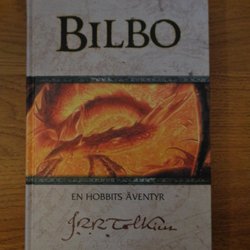 BILBO
EN HOBBITS ÄVENTYR
J.R.R. Tolkien